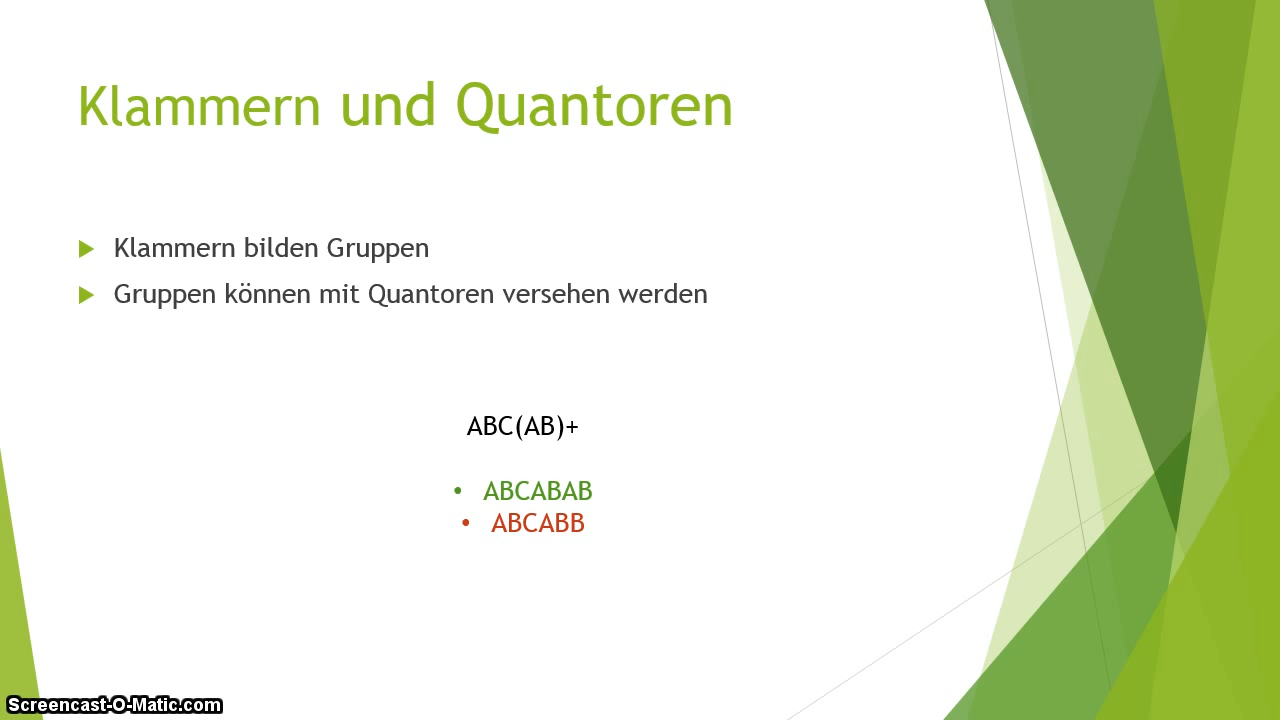 Klammern und Quantoren
Klammern bilden Gruppen
Gruppen können mit Quantoren versehen werden
ABC(AB)+
• ABCABAB
• ABCABB
Screencast-O-Matic.com